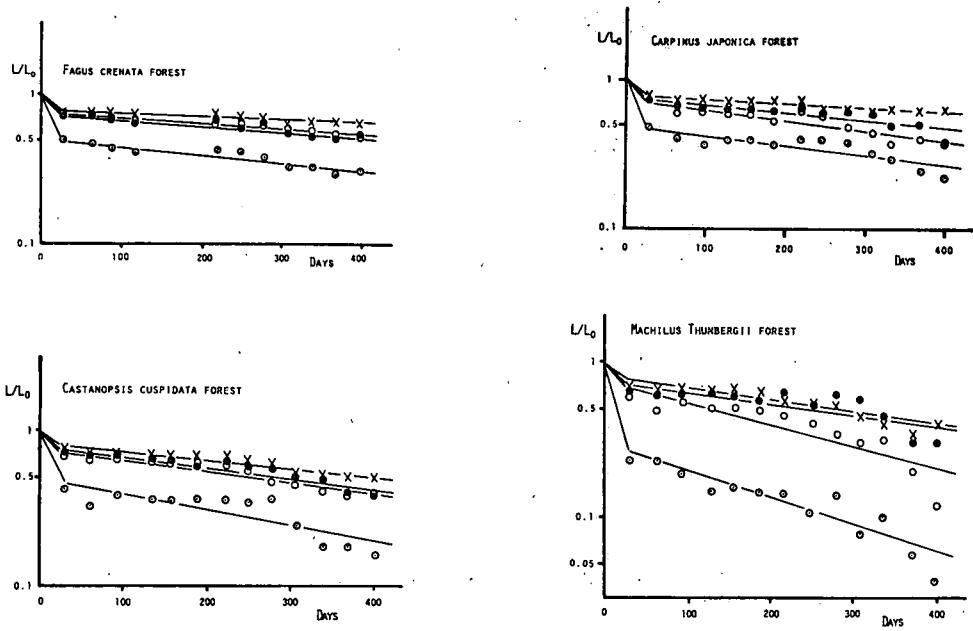 L/L₀
FAGUS CRENATA FOREST
1
0.5
0.1
0
100
200
300
400
DAYS
L/L₀
CARPINUS JAPONICA FOREST
1
0.5
0.1
0
100
200
300
400
DAYS
L/L₀
CASTANOPSIS CUSPIDATA FOREST
1
0.5
0.1
0
100
200
300
400
DAYS
L/L₀
MACHILUS THUNBERGII FOREST
1
0.5
0.1
0.05
0
100
200
300
400
DAYS